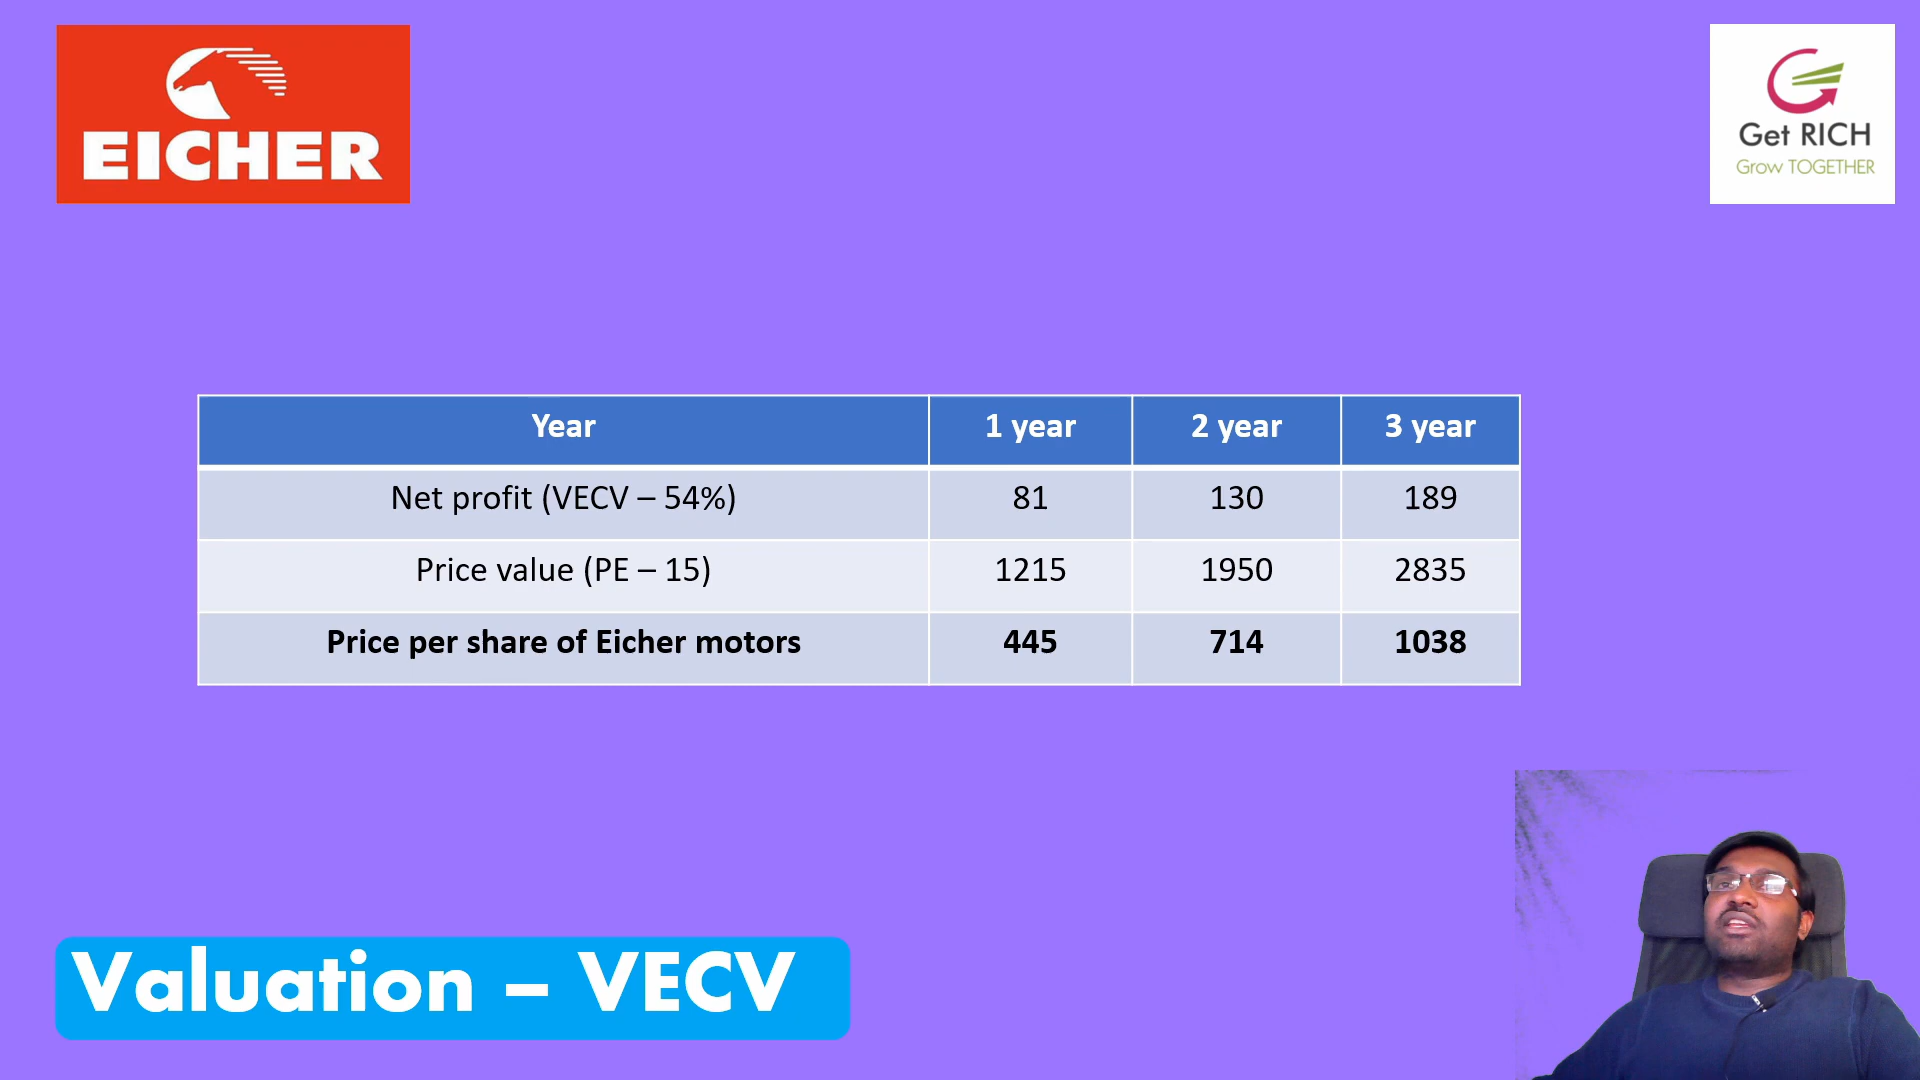 EICHER
Get RICH
Grow TOGETHER
Year 1 year 2 year 3 year
Net profit (VECV – 54%) 81 130 189
Price value (PE – 15) 1215 1950 2835
Price per share of Eicher motors 445 714 1038
Valuation – VECV